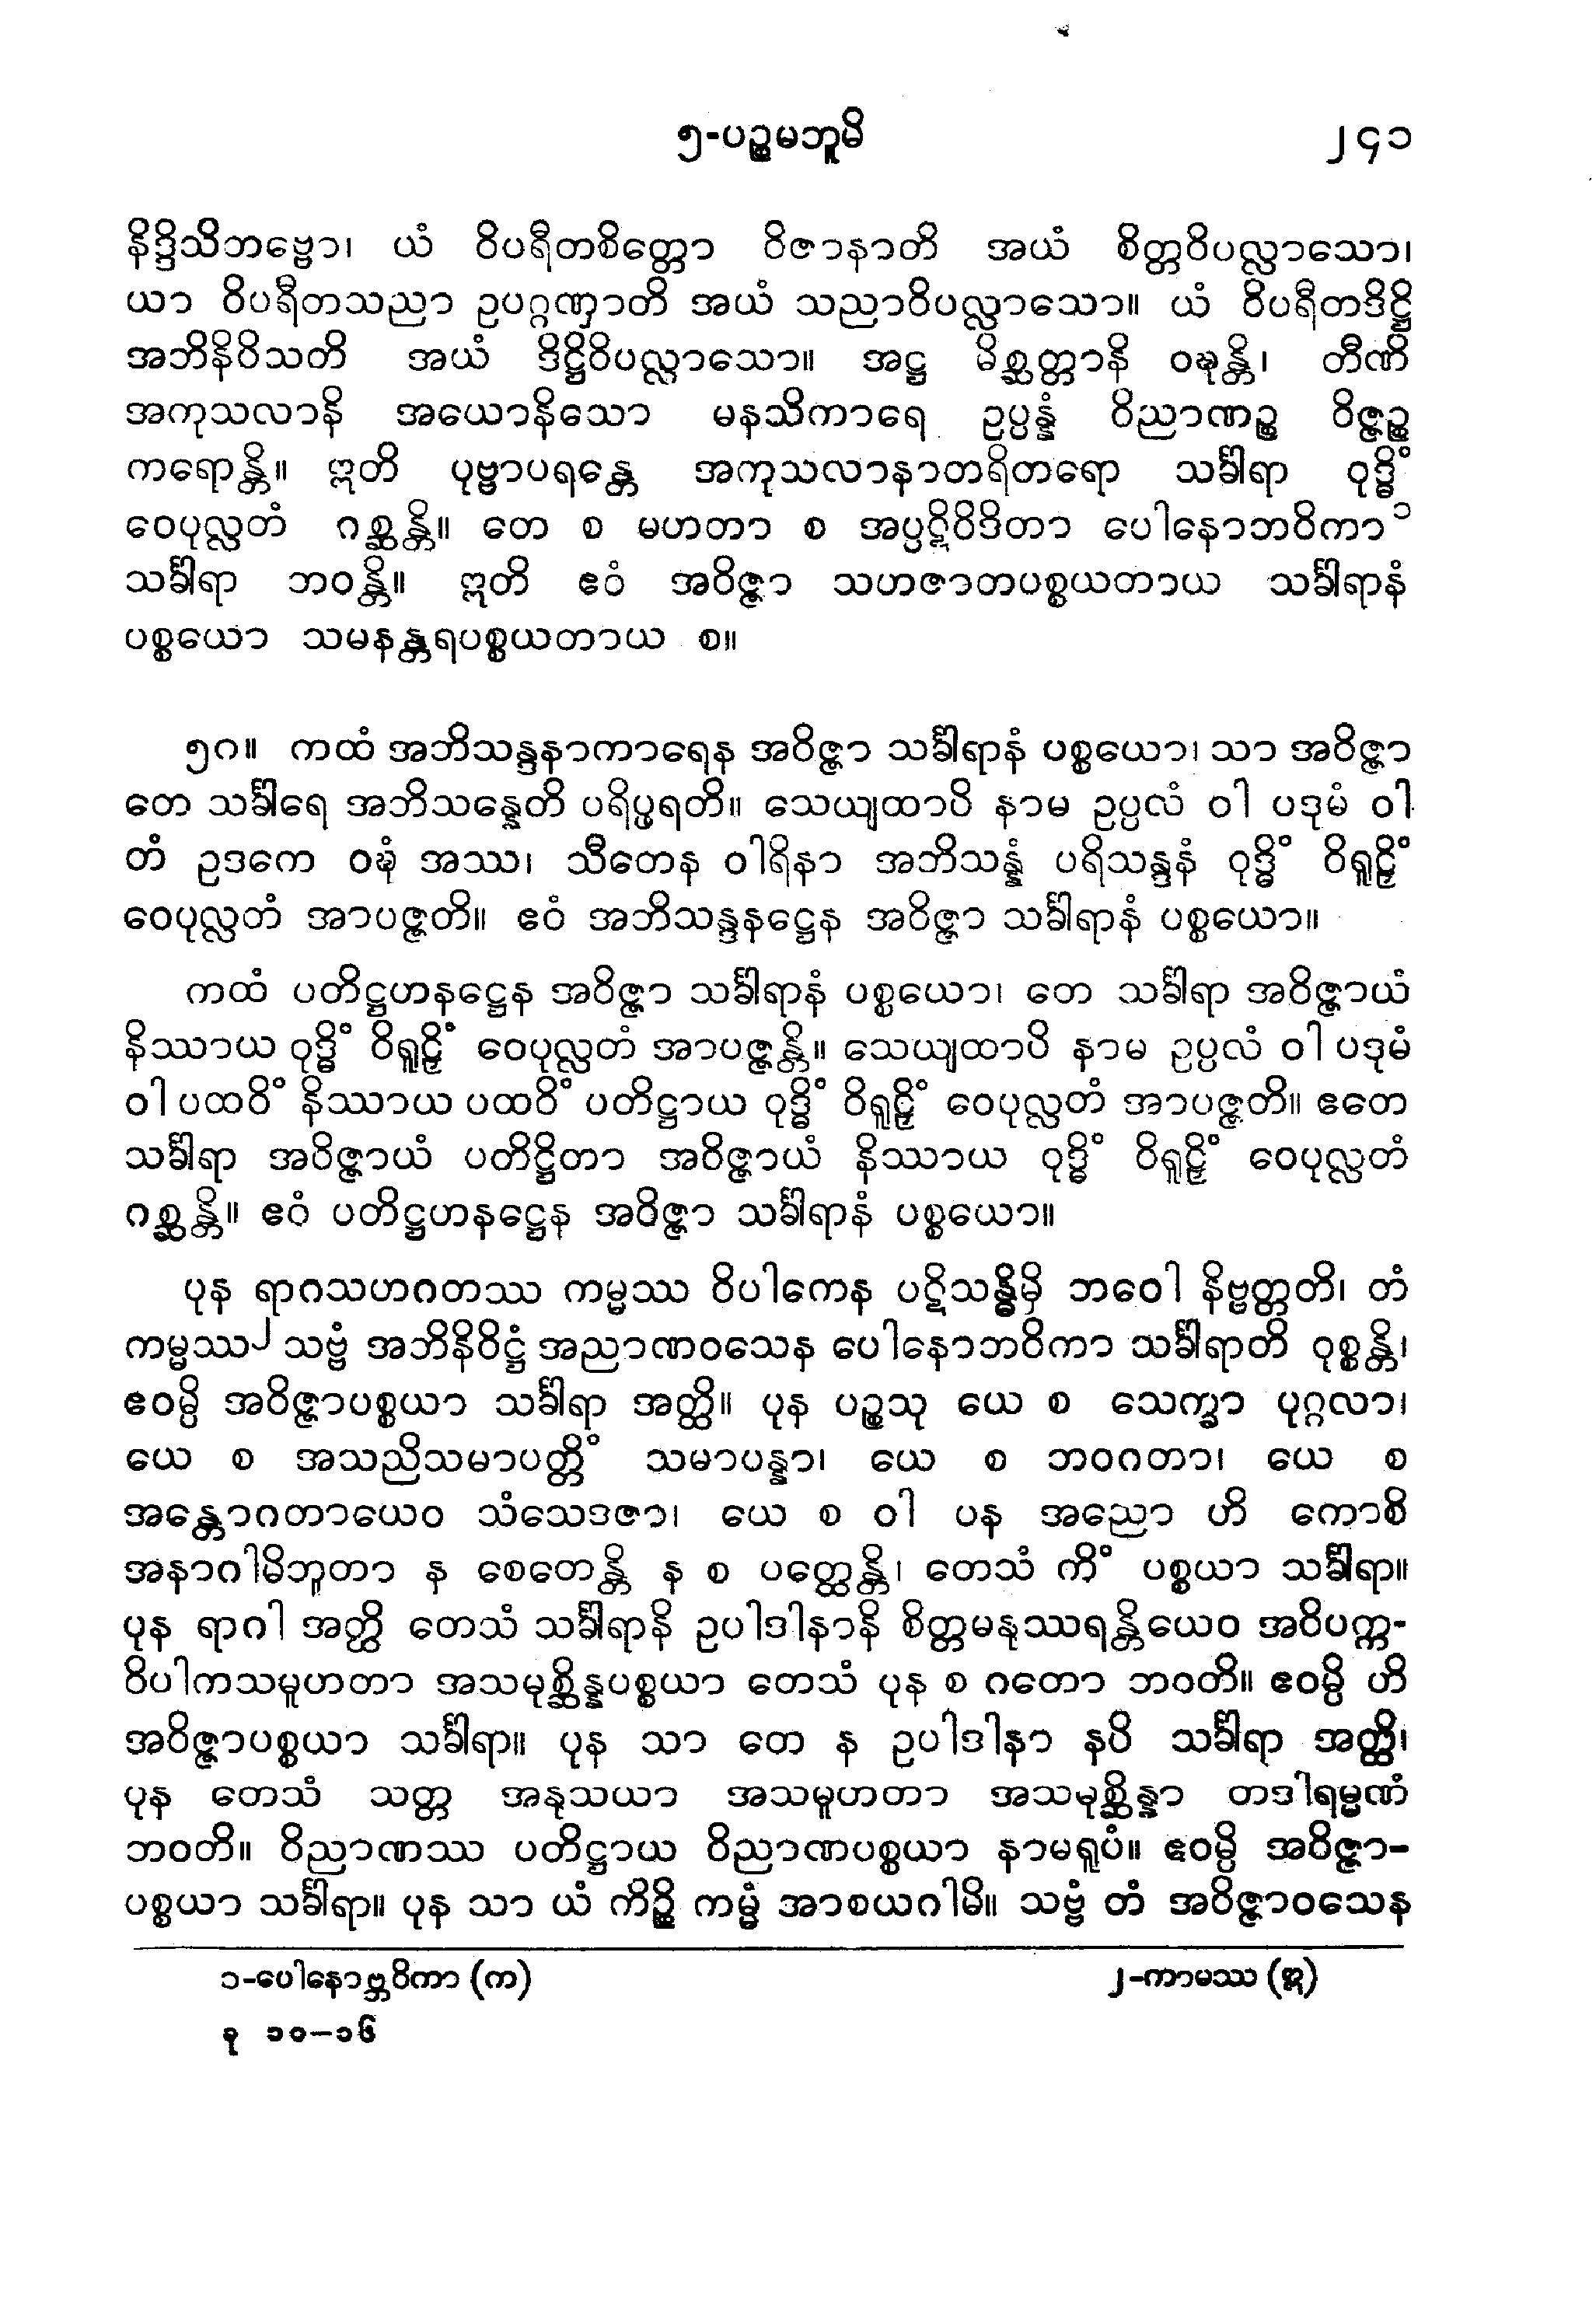 ၅-ပဉ္စမဘူမိ ၂၄၁
နိဒ္ဒိသိဘဗ္ဗော၊ ယံ ဝိပရီတစိတ္တော ဝိဇာနာတိ အယံ စိတ္တဝိပလ္လာသော၊
ယာ ဝိပရီတသညာ ဥပဂ္ဂဏှာတိ အယံ သညာဝိပလ္လာသော။ ယံ ဝိပရီတဒိဋ္ဌိ
အဘိနိဝိသတိ အယံ ဒိဋ္ဌိဝိပလ္လာသော။ အဋ္ဌ မိစ္ဆတ္တာနိ ဝဍ္ဎန္တိ၊ တီဏိ
အကုသလာနိ အယောနိသော မနသိကာရေ ဥပ္ပန္နံ ဝိညာဏဉ္စ ဝိဇ္ဇဉ္စ
ကရောန္တိ။ ဣတိ ပုဗ္ဗာပရန္တေ အကုသလာနာတရိတရော သင်္ခါရာ ဝုဒ္ဓိံ
ဝေပုလ္လတံ ဂစ္ဆန္တိ။ တေ စ မဟတာ စ အပ္ပဋိဝိဒိတာ ပေါနောဘဝိကာ ၁
သင်္ခါရာ ဘဝန္တိ။ ဣတိ ဧဝံ အဝိဇ္ဇာ သဟဇာတပစ္စယတာယ သင်္ခါရာနံ
ပစ္စယော သမနန္တရပစ္စယတာယ စ။
၅ဂ။ ကထံ အဘိသန္ဒနာကာရေန အဝိဇ္ဇာ သင်္ခါရာနံ ပစ္စယော၊ သာ အဝိဇ္ဇာ
တေ သင်္ခါရေ အဘိသန္နေတိ ပရိပ္ဖရတိ။ သေယျထာပိ နာမ ဥပ္ပလံ ဝါ ပဒုမံ ဝါ
တံ ဥဒကေ ဝဍ္ဎံ အဿ၊ သီတေန ဝါရိနာ အဘိသန္နံ ပရိသန္ဒနံ ဝုဒ္ဓိံ ဝိရူဠှိံ
ဝေပုလ္လတံ အာပဇ္ဇတိ။ ဧဝံ အဘိသန္ဒနဋ္ဌေန အဝိဇ္ဇာ သင်္ခါရာနံ ပစ္စယော။
ကထံ ပတိဋ္ဌဟနဋ္ဌေန အဝိဇ္ဇာ သင်္ခါရာနံ ပစ္စယော၊ တေ သင်္ခါရာ အဝိဇ္ဇာယံ
နိဿာယ ဝုဒ္ဓိံ ဝိရူဠှိံ ဝေပုလ္လတံ အာပဇ္ဇန္တိ။ သေယျထာပိ နာမ ဥပ္ပလံ ဝါ ပဒုမံ
ဝါ ပထဝိံ နိဿာယ ပထဝိံ ပတိဋ္ဌာယ ဝုဒ္ဓိံ ဝိရူဠှိံ ဝေပုလ္လတံ အာပဇ္ဇတိ။ ဧတေ
သင်္ခါရာ အဝိဇ္ဇာယံ ပတိဋ္ဌိတာ အဝိဇ္ဇာယံ နိဿာယ ဝုဒ္ဓိံ ဝိရူဠှိံ ဝေပုလ္လတံ
ဂစ္ဆန္တိ။ ဧဝံ ပတိဋ္ဌဟနဋ္ဌေန အဝိဇ္ဇာ သင်္ခါရာနံ ပစ္စယော။
ပုန ရာဂသဟဂတဿ ကမ္မဿ ဝိပါကေန ပဋိသန္ဓိမှိ ဘဝေါ နိဗ္ဗတ္တတိ၊ တံ
ကမ္မဿ ၂ သဗ္ဗံ အဘိနိဝိဋ္ဌံ အညာဏဝသေန ပေါနောဘဝိကာ သင်္ခါရာတိ ဝုစ္စန္တိ၊
ဧဝမ္ပိ အဝိဇ္ဇာပစ္စယာ သင်္ခါရာ အတ္ထိ။ ပုန ပဉ္စသု ယေ စ သေက္ခာ ပုဂ္ဂလာ၊
ယေ စ အသညိသမာပတ္တိံ သမာပန္နာ၊ ယေ စ ဘဝဂတာ၊ ယေ စ
အန္တောဂတာယေဝ သံသေဒဇာ၊ ယေ စ ဝါ ပန အညော ဟိ ကောစိ
အနာဂါမိဘူတာ န စေတေန္တိ န စ ပတ္ထေန္တိ၊ တေသံ ကိံ ပစ္စယာ သင်္ခါရာ။
ပုန ရာဂါ အတ္ထိ တေသံ သင်္ခါရာနိ ဥပါဒါနာနိ စိတ္တမနုဿရန္တိယေဝ အဝိပက္က-
ဝိပါကသမူဟတာ အသမုစ္ဆိန္နပစ္စယာ တေသံ ပုန စ ဂတော ဘဝတိ။ ဧဝမ္ပိ ဟိ
အဝိဇ္ဇာပစ္စယာ သင်္ခါရာ။ ပုန သာ တေ န ဥပါဒါနာ နပိ သင်္ခါရာ အတ္ထိ၊
ပုန တေသံ သတ္တ အနုသယာ အသမူဟတာ အသမုစ္ဆိန္နာ တဒါရမ္မဏံ
ဘဝတိ။ ဝိညာဏဿ ပတိဋ္ဌာယ ဝိညာဏပစ္စယာ နာမရူပံ။ ဧဝမ္ပိ အဝိဇ္ဇာ-
ပစ္စယာ သင်္ခါရာ။ ပုန သာ ယံ ကိဉ္စိ ကမ္မံ အာစယဂါမိ။ သဗ္ဗံ တံ အဝိဇ္ဇာဝသေန
၁-ပေါနောဗ္ဘဝိကာ (က) ၂-ကာမဿ (ဣ)
ခု ၁၀–၁၆